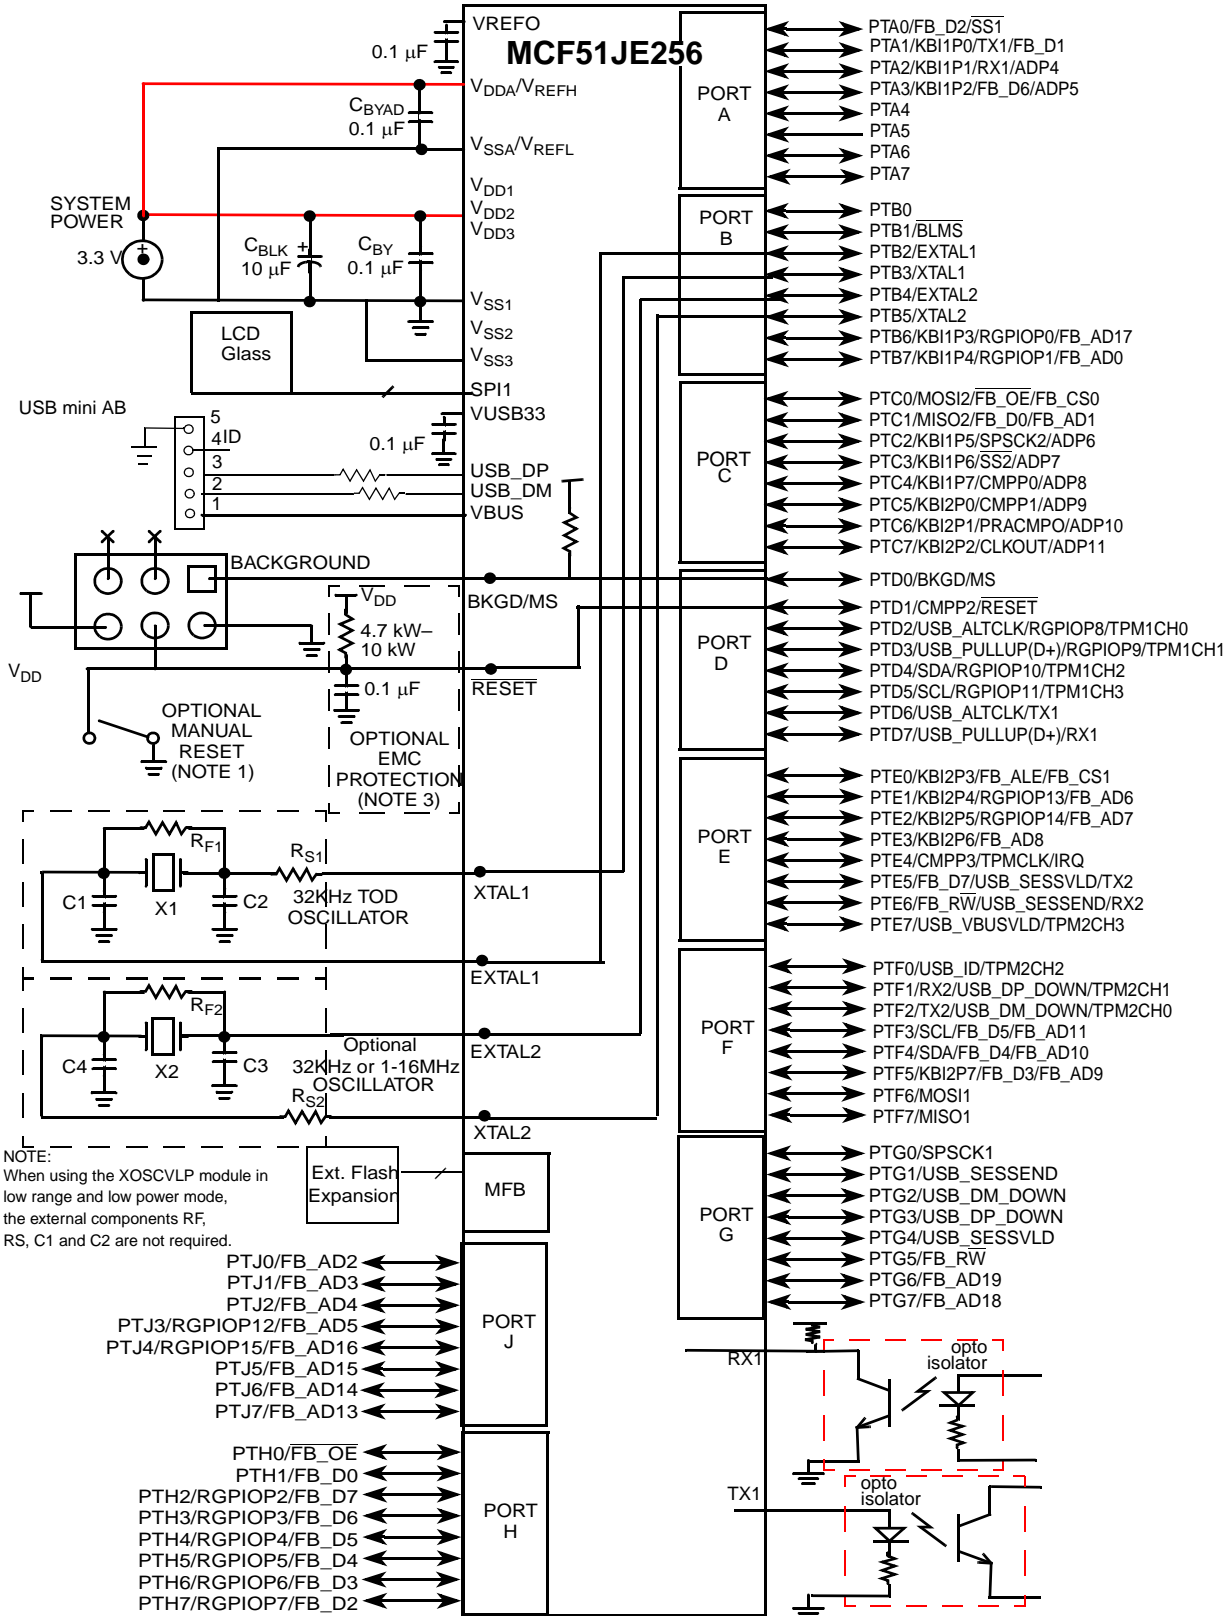 VREFO
0.1 μF
MCF51JE256
VDDA/VREFH
CBYAD
0.1 μF
VSSA/VREFL
VDD1
VDD2
VDD3
SYSTEM
POWER
3.3 V
CBLK
10 μF
CBY
0.1 μF
VSS1
VSS2
VSS3
LCD
Glass
SPI1
VUSB33
0.1 μF
USB mini AB
5
4
ID
3
2
1
USB_DP
USB_DM
VBUS
BACKGROUND
BKGD/MS
VDD
4.7 kW–
10 kW
VDD
0.1 μF
RESET
OPTIONAL
MANUAL
RESET
(NOTE 1)
OPTIONAL
EMC
PROTECTION
(NOTE 3)
RF1
RS1
C1
X1
C2
32KHz TOD
OSCILLATOR
XTAL1
EXTAL1
RF2
C4
X2
C3
Optional
32KHz or 1-16MHz
OSCILLATOR
RS2
EXTAL2
XTAL2
NOTE:
When using the XOSCVLP module in
low range and low power mode,
the external components RF,
RS, C1 and C2 are not required.
Ext. Flash
Expansion
MFB
PTJ0/FB_AD2
PTJ1/FB_AD3
PTJ2/FB_AD4
PTJ3/RGPIOP12/FB_AD5
PTJ4/RGPIOP15/FB_AD16
PTJ5/FB_AD15
PTJ6/FB_AD14
PTJ7/FB_AD13
PORT
J
PTH0/FB_OE
PTH1/FB_D0
PTH2/RGPIOP2/FB_D7
PTH3/RGPIOP3/FB_D6
PTH4/RGPIOP4/FB_D5
PTH5/RGPIOP5/FB_D4
PTH6/RGPIOP6/FB_D3
PTH7/RGPIOP7/FB_D2
PORT
H
PORT
A
PTA0/FB_D2/SS1
PTA1/KBI1P0/TX1/FB_D1
PTA2/KBI1P1/RX1/ADP4
PTA3/KBI1P2/FB_D6/ADP5
PTA4
PTA5
PTA6
PTA7
PORT
B
PTB0
PTB1/BLMS
PTB2/EXTAL1
PTB3/XTAL1
PTB4/EXTAL2
PTB5/XTAL2
PTB6/KBI1P3/RGPIOP0/FB_AD17
PTB7/KBI1P4/RGPIOP1/FB_AD0
PORT
C
PTC0/MOSI2/FB_OE/FB_CS0
PTC1/MISO2/FB_D0/FB_AD1
PTC2/KBI1P5/SPSCK2/ADP6
PTC3/KBI1P6/SS2/ADP7
PTC4/KBI1P7/CMPP0/ADP8
PTC5/KBI2P0/CMPP1/ADP9
PTC6/KBI2P1/PRACMPO/ADP10
PTC7/KBI2P2/CLKOUT/ADP11
PORT
D
PTD0/BKGD/MS
PTD1/CMPP2/RESET
PTD2/USB_ALTCLK/RGPIOP8/TPM1CH0
PTD3/USB_PULLUP(D+)/RGPIOP9/TPM1CH1
PTD4/SDA/RGPIOP10/TPM1CH2
PTD5/SCL/RGPIOP11/TPM1CH3
PTD6/USB_ALTCLK/TX1
PTD7/USB_PULLUP(D+)/RX1
PORT
E
PTE0/KBI2P3/FB_ALE/FB_CS1
PTE1/KBI2P4/RGPIOP13/FB_AD6
PTE2/KBI2P5/RGPIOP14/FB_AD7
PTE3/KBI2P6/FB_AD8
PTE4/CMPP3/TPMCLK/IRQ
PTE5/FB_D7/USB_SESSVLD/TX2
PTE6/FB_RW/USB_SESSEND/RX2
PTE7/USB_VBUSVLD/TPM2CH3
PORT
F
PTF0/USB_ID/TPM2CH2
PTF1/RX2/USB_DP_DOWN/TPM2CH1
PTF2/TX2/USB_DM_DOWN/TPM2CH0
PTF3/SCL/FB_D5/FB_AD11
PTF4/SDA/FB_D4/FB_AD10
PTF5/KBI2P7/FB_D3/FB_AD9
PTF6/MOSI1
PTF7/MISO1
PORT
G
PTG0/SPSCK1
PTG1/USB_SESSEND
PTG2/USB_DM_DOWN
PTG3/USB_DP_DOWN
PTG4/USB_SESSVLD
PTG5/FB_RW
PTG6/FB_AD19
PTG7/FB_AD18
RX1
opto
isolator
TX1
opto
isolator